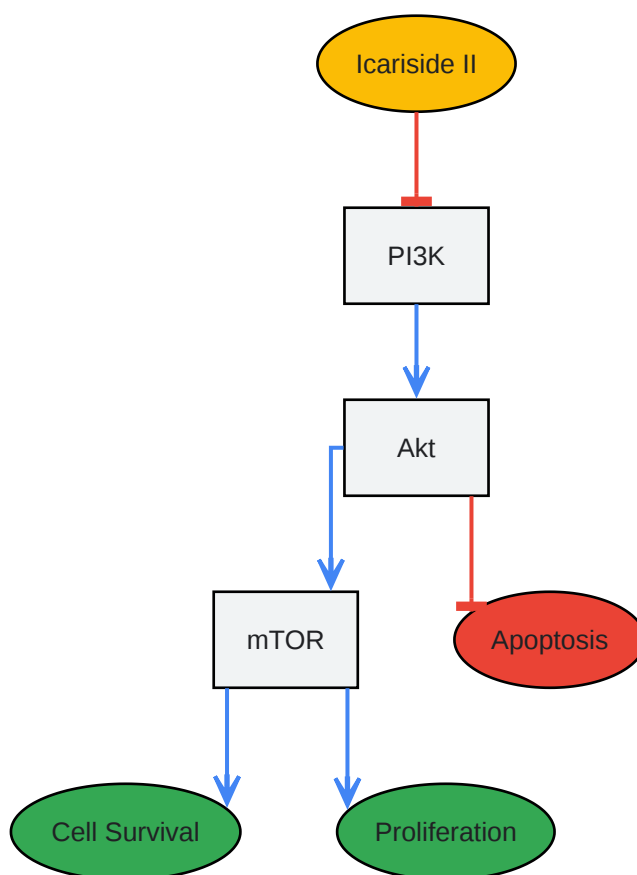 Icariside II
PI3K
Akt
mTOR
Apoptosis
Cell Survival
Proliferation